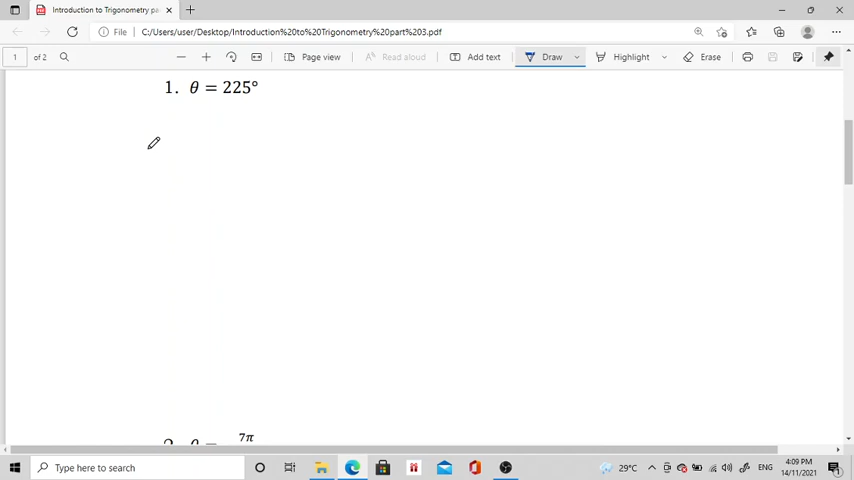 Introduction to Trigonometry pa
File C:/Users/user/Desktop/Introduction%20to%20Trigonometry%20part%203.pdf
1 of 2 Page view Read aloud Add text Draw Highlight Erase
1. θ = 225°
2. θ = 7π
Type here to search 29°C ENG 4:09 PM
14/11/2021